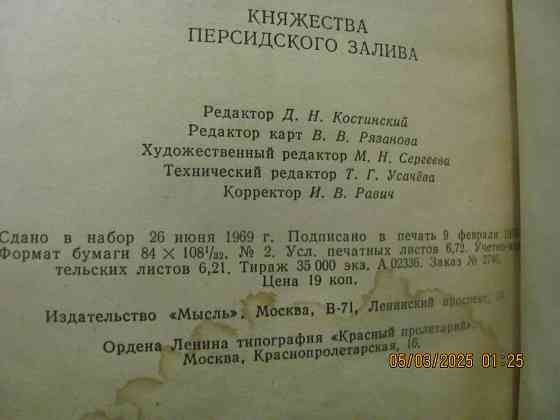 КНЯЖЕСТВА
ПЕРСИДСКОГО ЗАЛИВА
Редактор Д. Н. Костинский
Редактор карт В. В. Рязанова
Художественный редактор М. Н. Сергеева
Технический редактор Т. Г. Усачёва
Корректор И. В. Равич
Сдано в набор 26 июня 1969 г. Подписано в печать 9 февраля
Формат бумаги 84 × 108¹/₃₂. № 2. Усл. печатных листов 6,72.
тельских листов 6,21. Тираж 35 000 экз. А 02336. Заказ №
Цена 19 коп.
Издательство «Мысль». Москва, В-71, Ленинский проспект,
Ордена Ленина типография «Красный пролетарий».
Москва, Краснопролетарская, 16.
05/03/2025 01:25